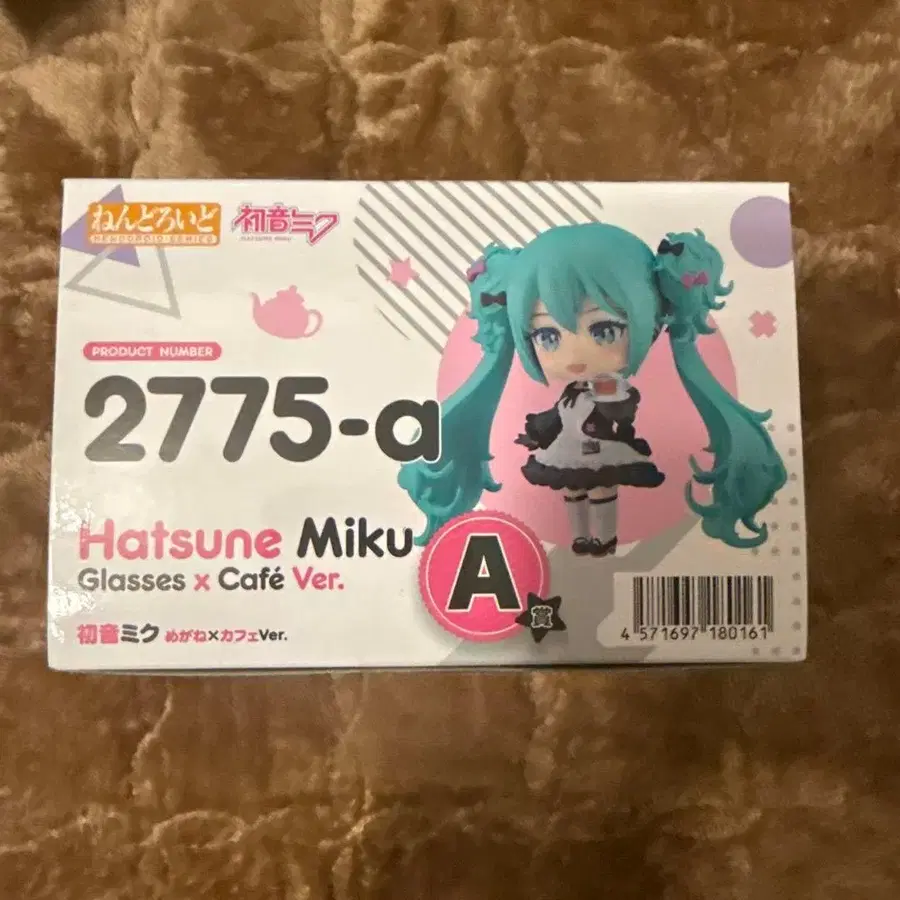 ねんどろいど
NENDOROID SERIES
初音ミク
HATSUNE MIKU
PRODUCT NUMBER
2775-a
Hatsune Miku
Glasses x Café Ver.
初音ミク めがね×カフェVer.
A
賞
4 571697 180161